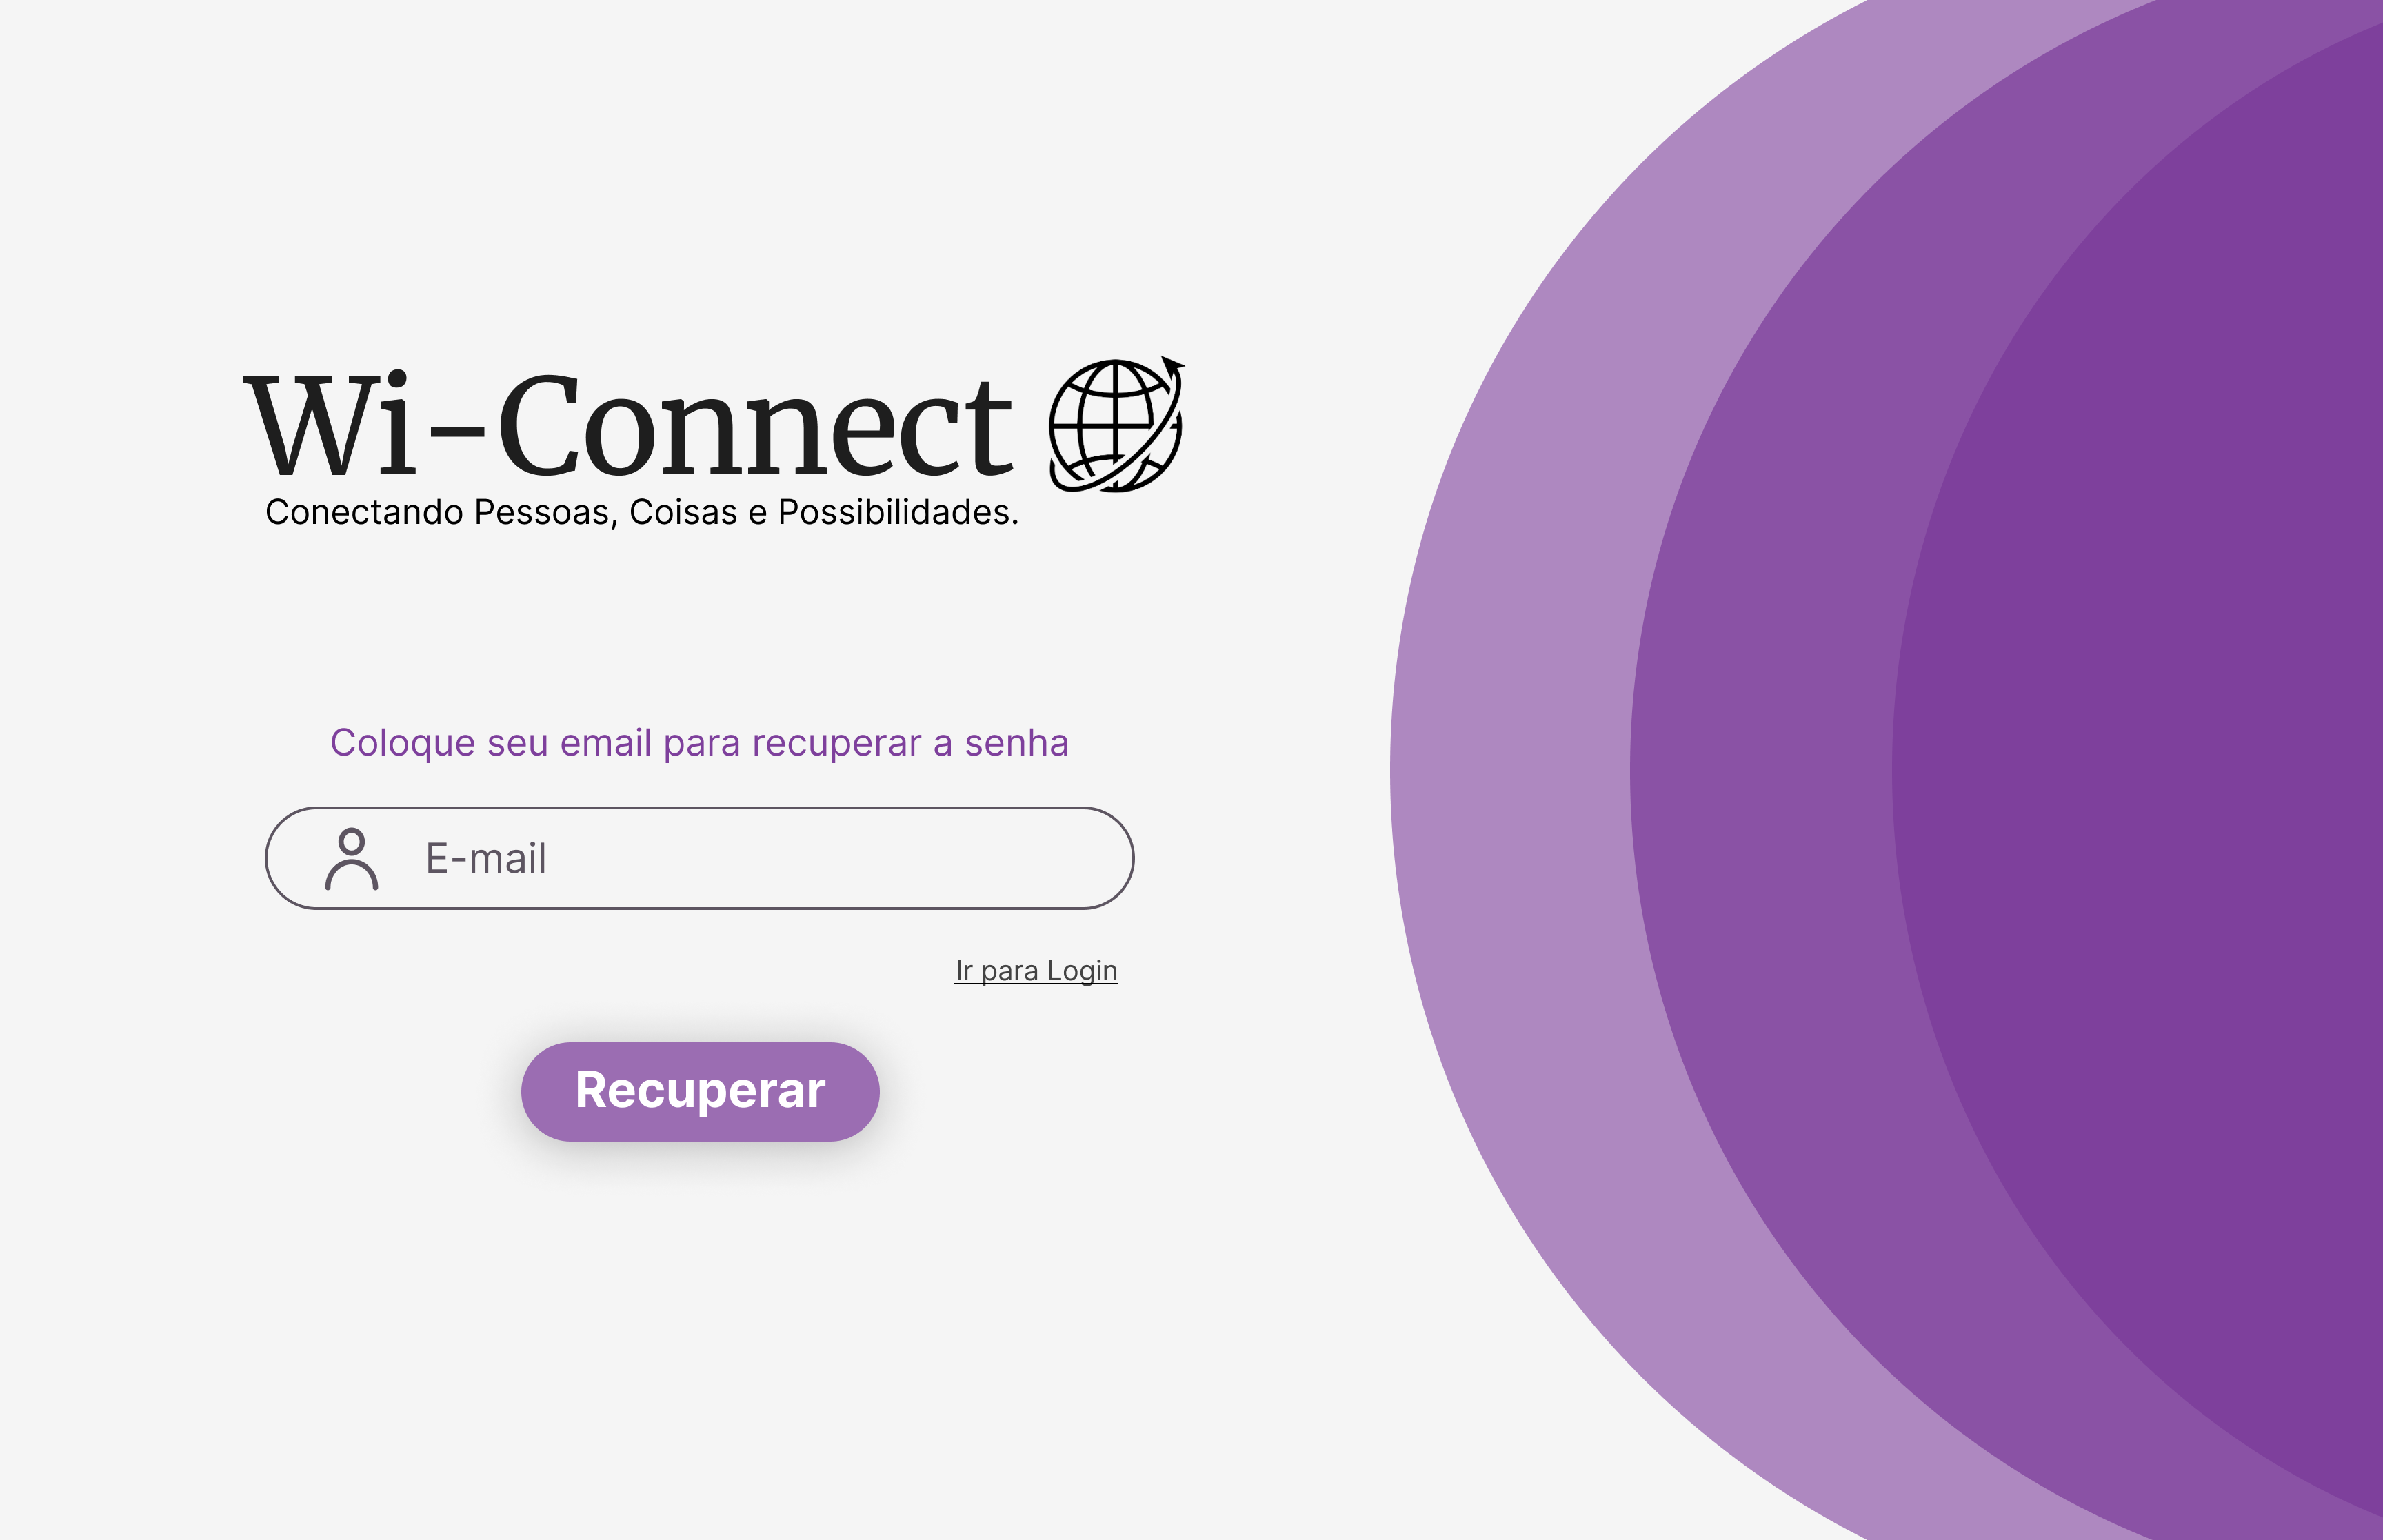 Wi-Connect
Conectando Pessoas, Coisas e Possibilidades.
Coloque seu email para recuperar a senha
E-mail
Ir para Login
Recuperar